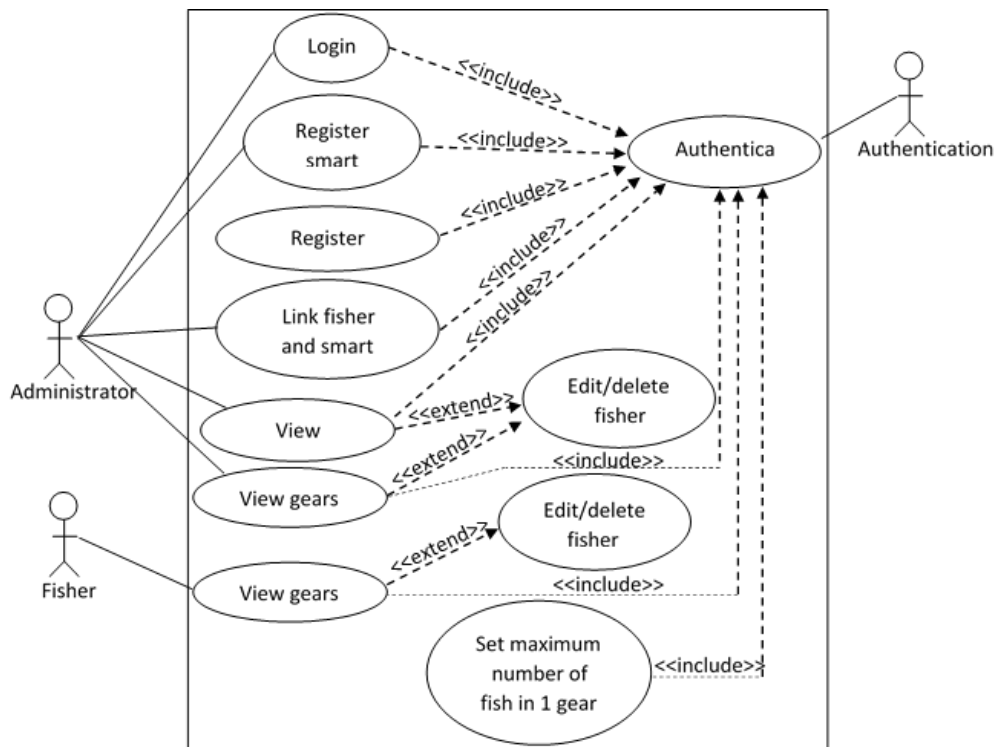 Login
<<include>>
Register
smart
<<include>>
Authentica
Authentication
<<include>>
Register
<<include>>
Link fisher
and smart
<<include>>
Administrator
Edit/delete
fisher
<<extend>>
View
<<extend>>
<<include>>
View gears
Edit/delete
fisher
<<extend>>
Fisher
View gears
<<include>>
Set maximum
number of
fish in 1 gear
<<include>>